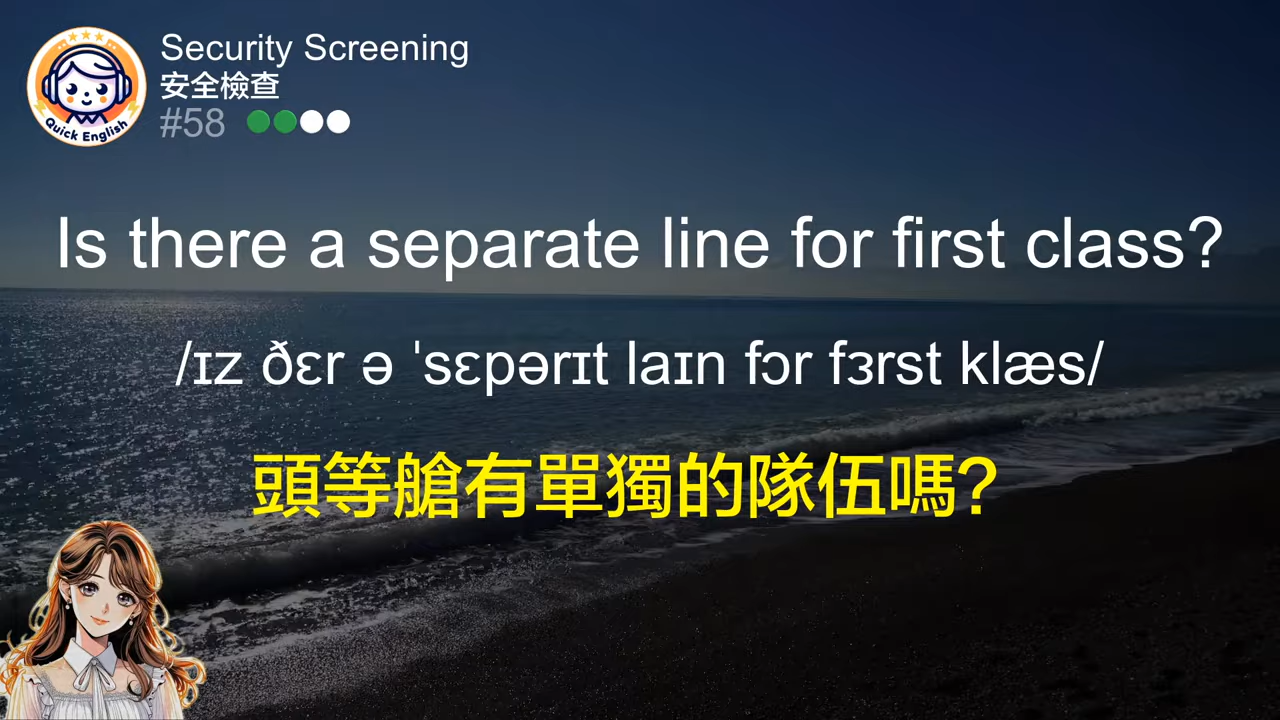 Security Screening
安全檢查
#58
Quick English
Is there a separate line for first class?
/ɪz ðɛr ə ˈsɛpərɪt laɪn fɔr fɜrst klæs/
頭等艙有單獨的隊伍嗎?